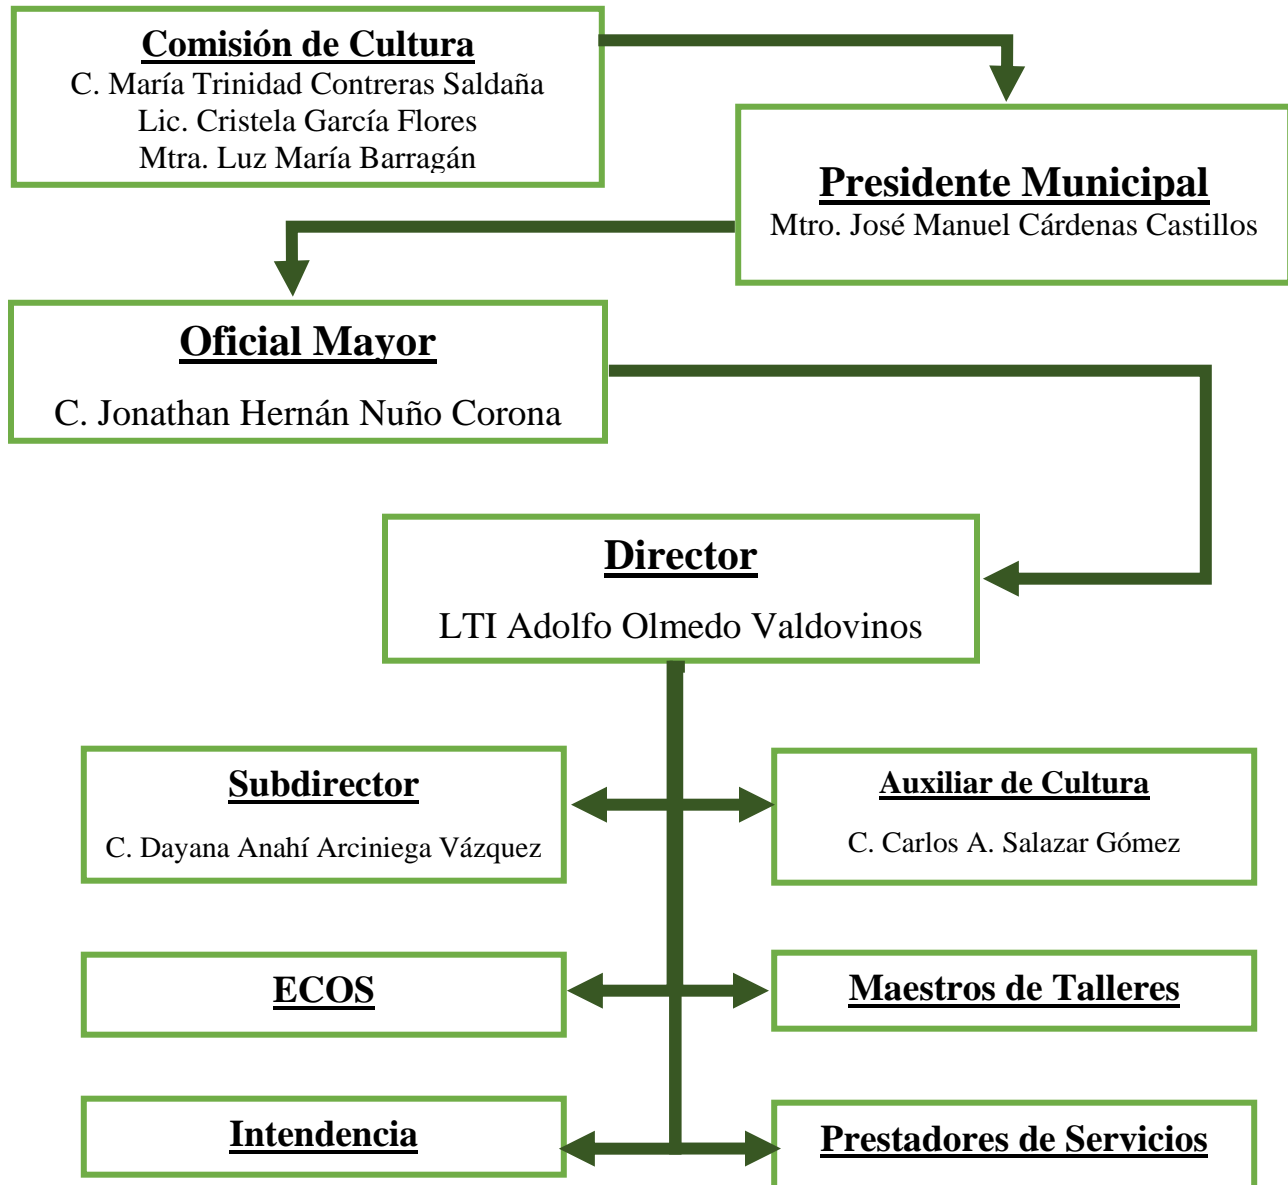 Comisión de Cultura
C. María Trinidad Contreras Saldaña
Lic. Cristela García Flores
Mtra. Luz María Barragán
Presidente Municipal
Mtro. José Manuel Cárdenas Castillos
Oficial Mayor
C. Jonathan Hernán Nuño Corona
Director
LTI Adolfo Olmedo Valdovinos
Subdirector
C. Dayana Anahí Arciniega Vázquez
Auxiliar de Cultura
C. Carlos A. Salazar Gómez
ECOS
Maestros de Talleres
Intendencia
Prestadores de Servicios